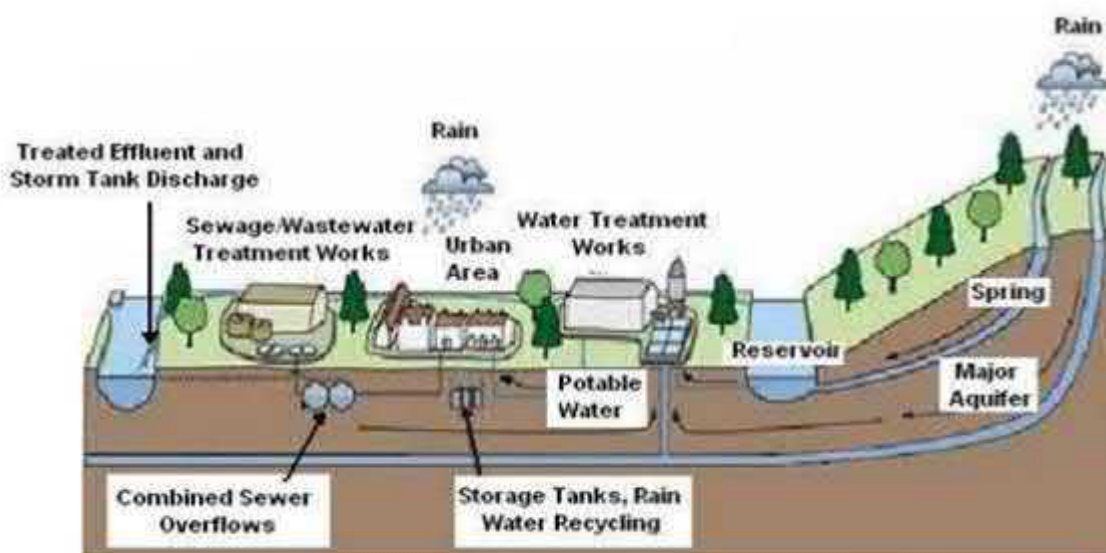 Rain
Rain
Treated Effluent and
Storm Tank Discharge
Sewage/Wastewater
Treatment Works
Urban
Area
Water Treatment
Works
Spring
Reservoir
Major
Aquifer
Potable
Water
Combined Sewer
Overflows
Storage Tanks, Rain
Water Recycling